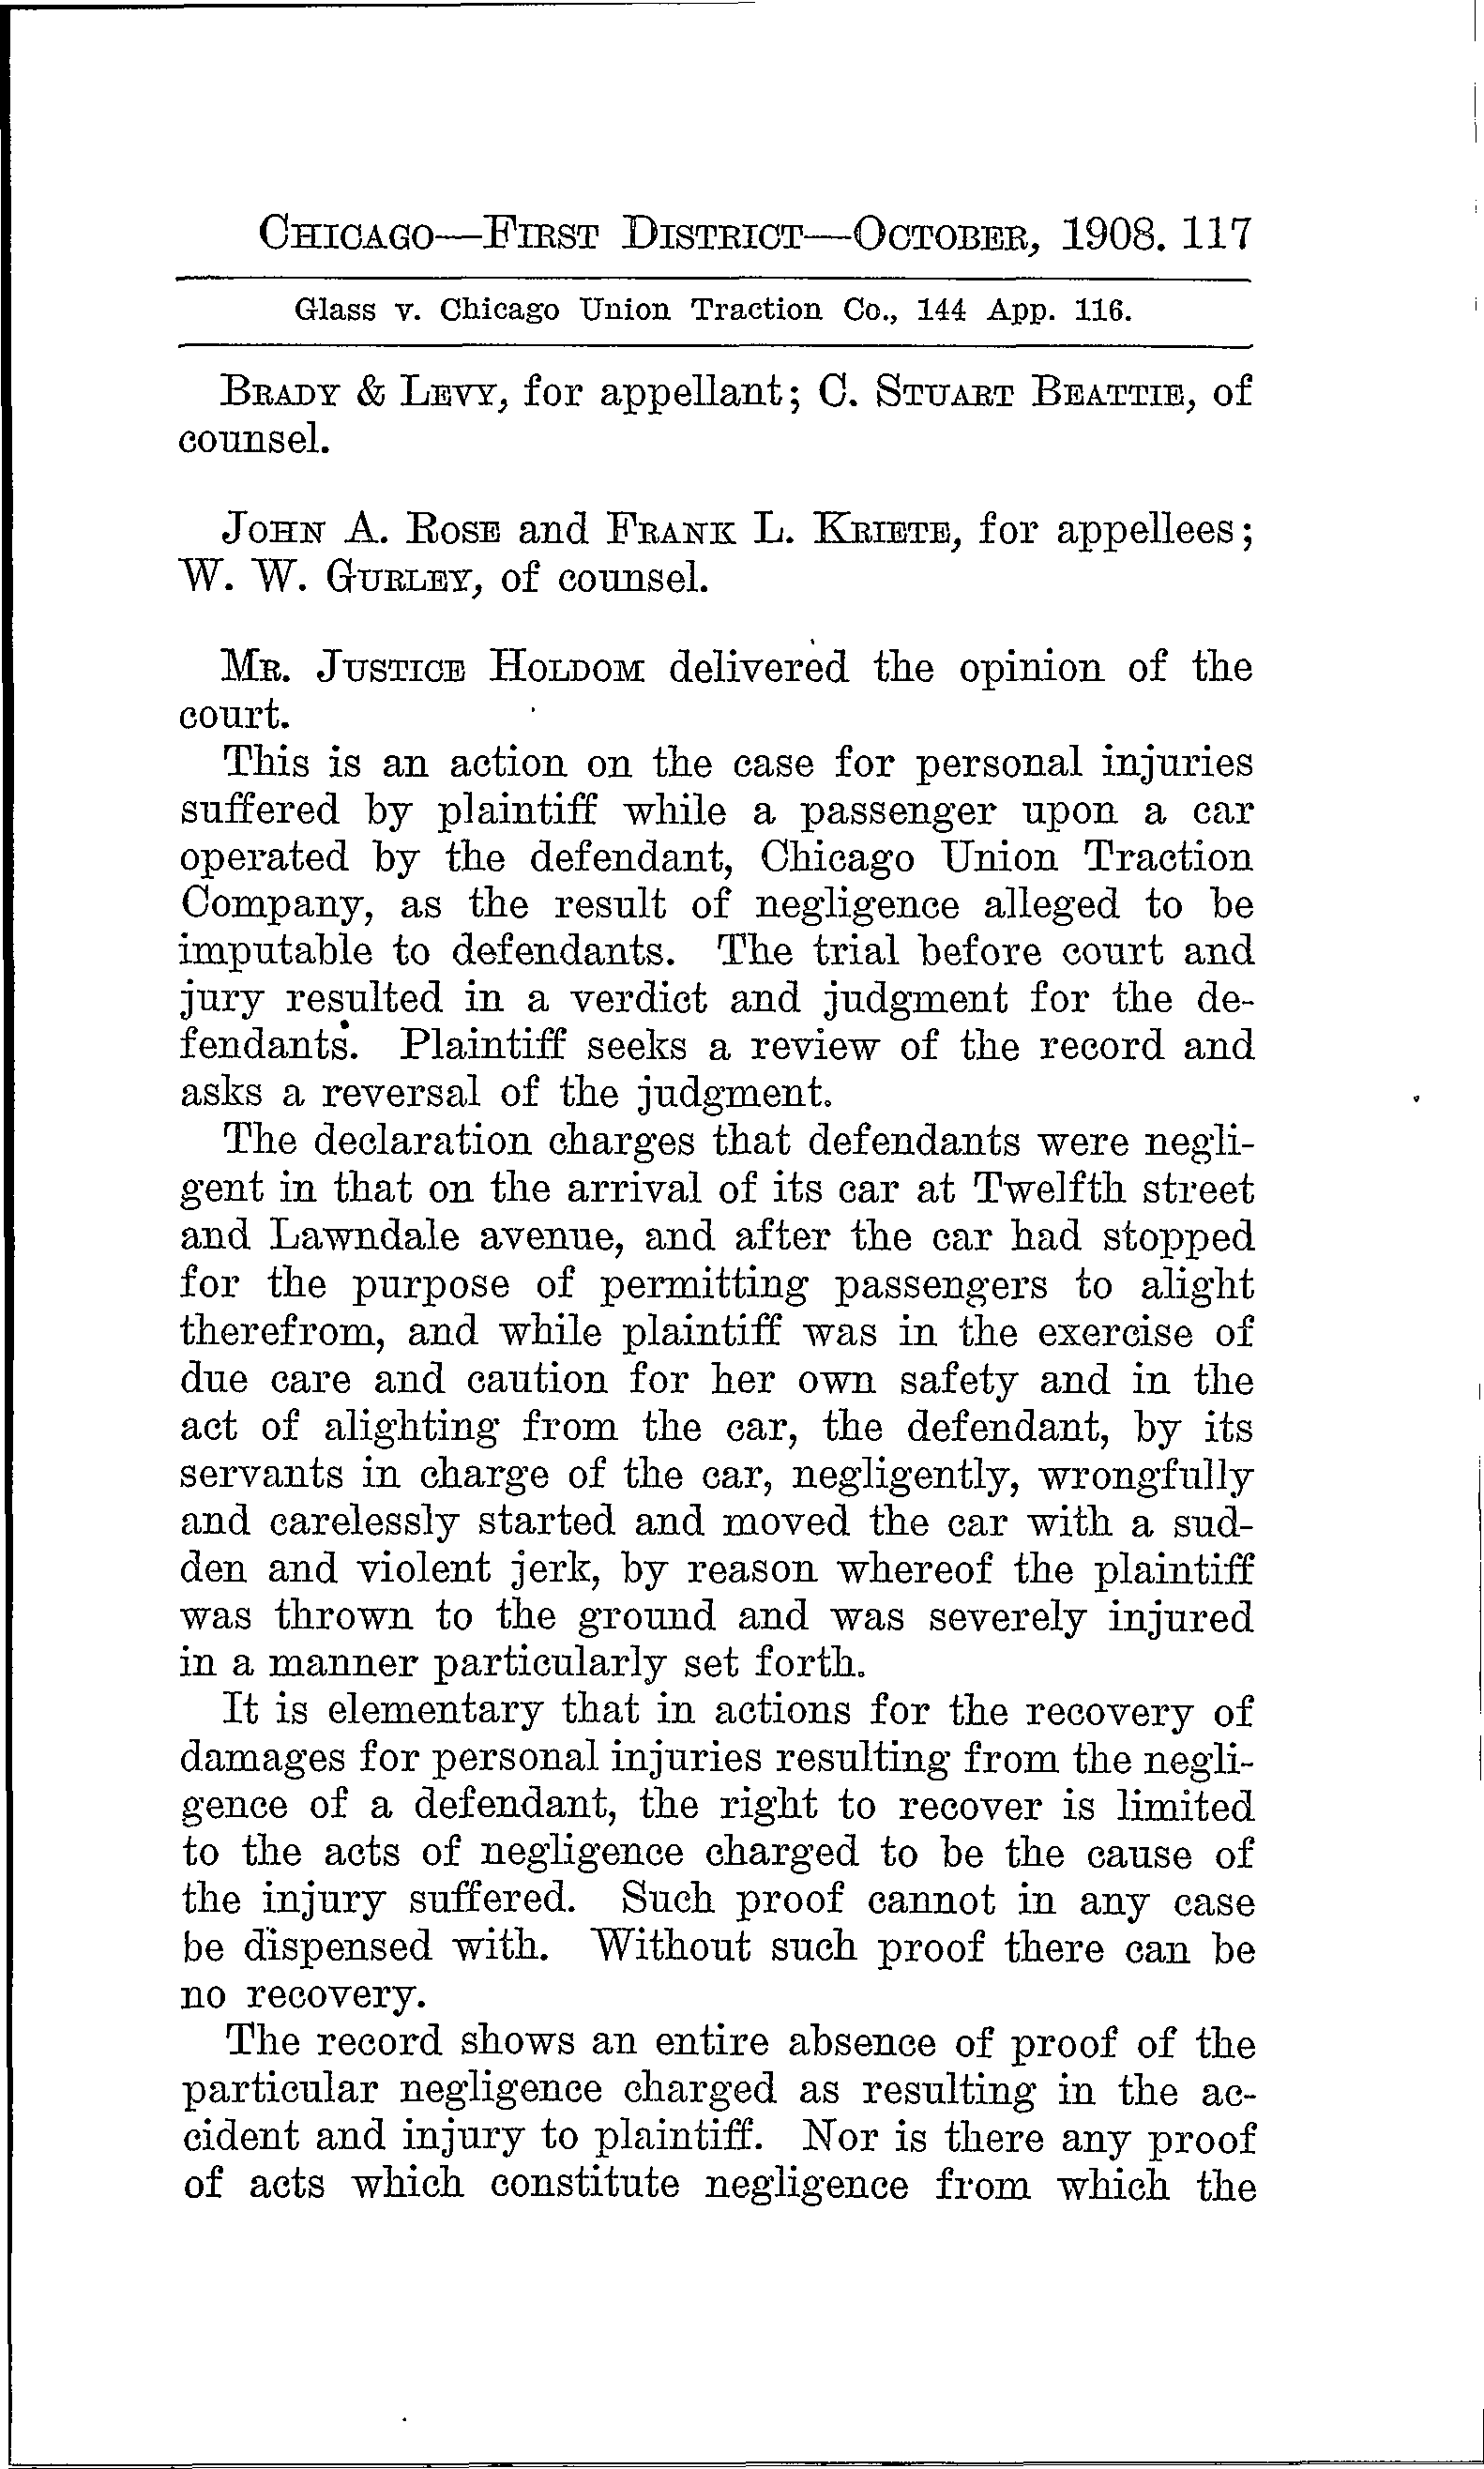 CHICAGO—FIRST DISTRICT—OCTOBER, 1908. 117
Glass v. Chicago Union Traction Co., 144 App. 116.
BRADY & LEVY, for appellant; C. STUART BEATTIE, of
counsel.
JOHN A. ROSE and FRANK L. KRIETE, for appellees;
W. W. GURLEY, of counsel.
MR. JUSTICE HOLDOM delivered the opinion of the
court.
This is an action on the case for personal injuries
suffered by plaintiff while a passenger upon a car
operated by the defendant, Chicago Union Traction
Company, as the result of negligence alleged to be
imputable to defendants. The trial before court and
jury resulted in a verdict and judgment for the de-
fendants. Plaintiff seeks a review of the record and
asks a reversal of the judgment.
The declaration charges that defendants were negli-
gent in that on the arrival of its car at Twelfth street
and Lawndale avenue, and after the car had stopped
for the purpose of permitting passengers to alight
therefrom, and while plaintiff was in the exercise of
due care and caution for her own safety and in the
act of alighting from the car, the defendant, by its
servants in charge of the car, negligently, wrongfully
and carelessly started and moved the car with a sud-
den and violent jerk, by reason whereof the plaintiff
was thrown to the ground and was severely injured
in a manner particularly set forth.
It is elementary that in actions for the recovery of
damages for personal injuries resulting from the negli-
gence of a defendant, the right to recover is limited
to the acts of negligence charged to be the cause of
the injury suffered. Such proof cannot in any case
be dispensed with. Without such proof there can be
no recovery.
The record shows an entire absence of proof of the
particular negligence charged as resulting in the ac-
cident and injury to plaintiff. Nor is there any proof
of acts which constitute negligence from which the